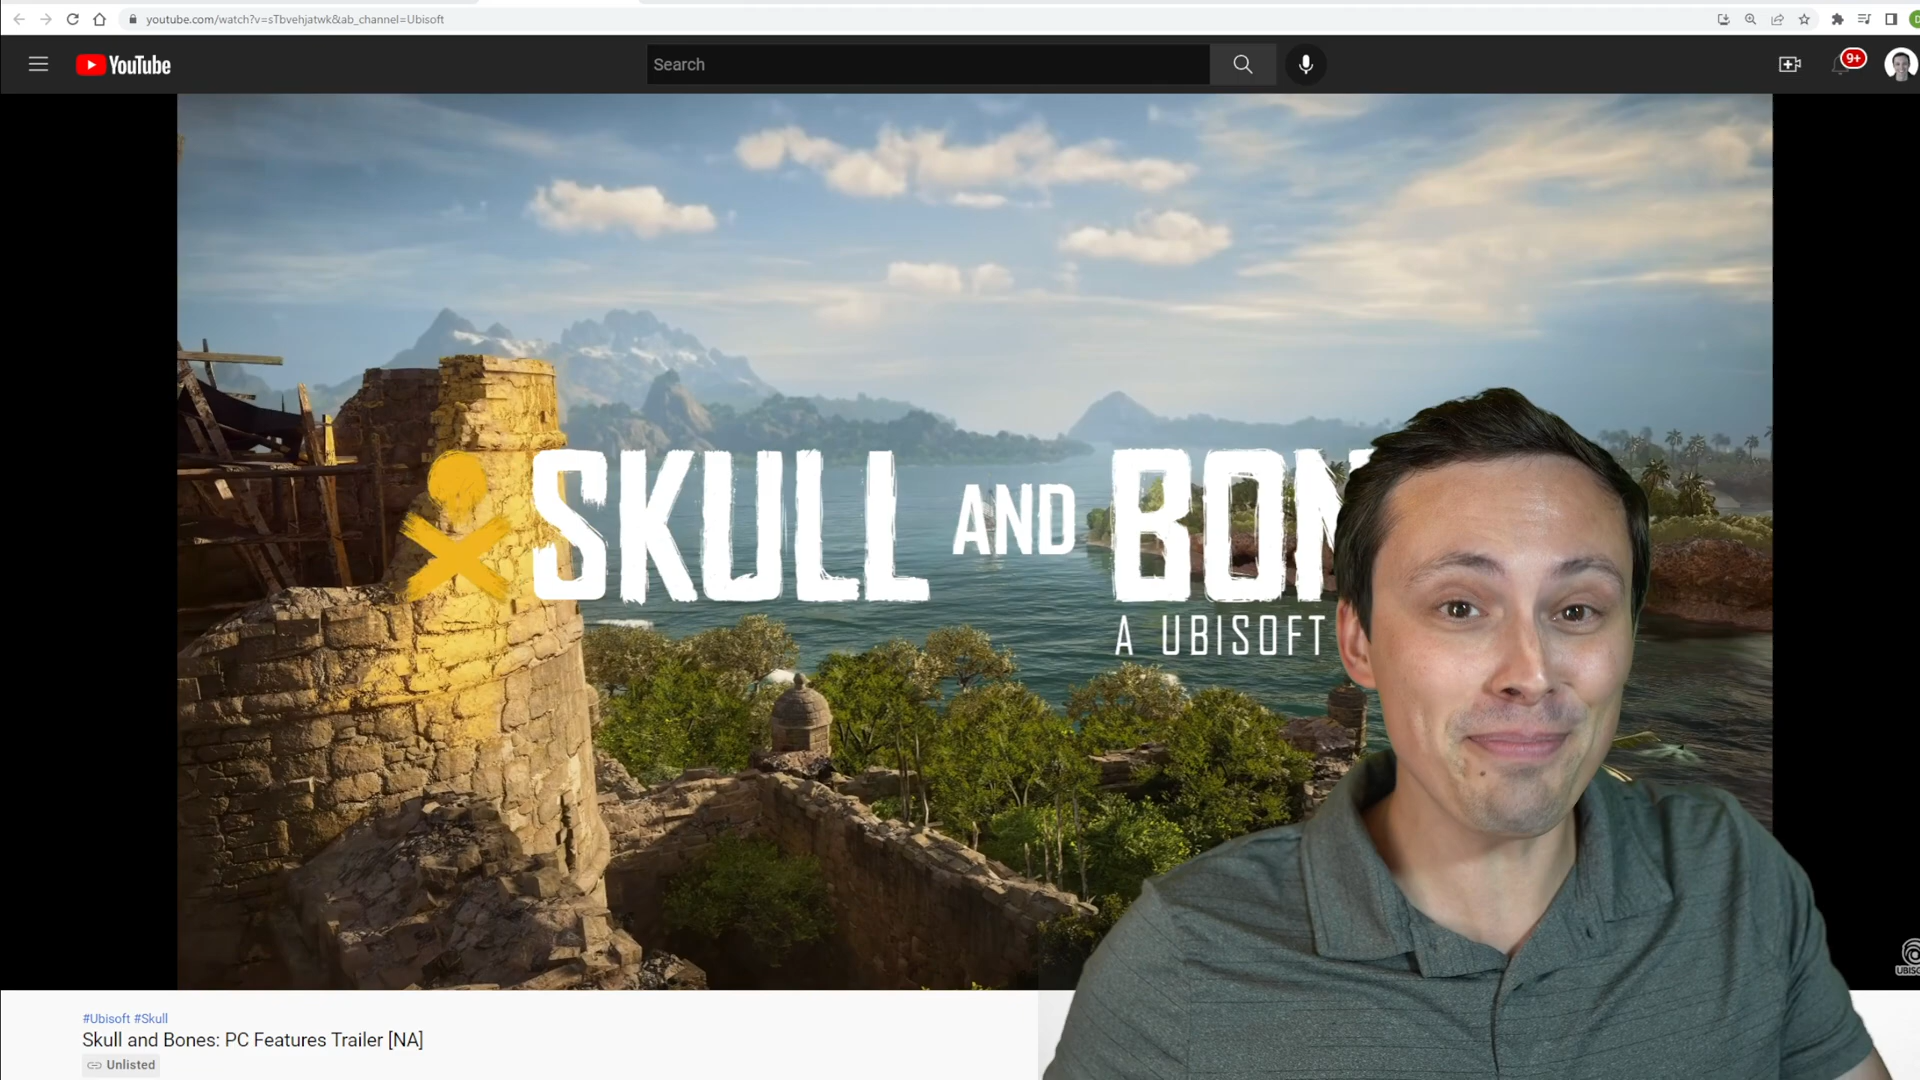 youtube.com/watch?v=sTbvehjatwk&ab_channel=Ubisoft
YouTube
Search
9+
SKULL AND BON
A UBISOFT
UBISO
#Ubisoft #Skull
Skull and Bones: PC Features Trailer [NA]
Unlisted